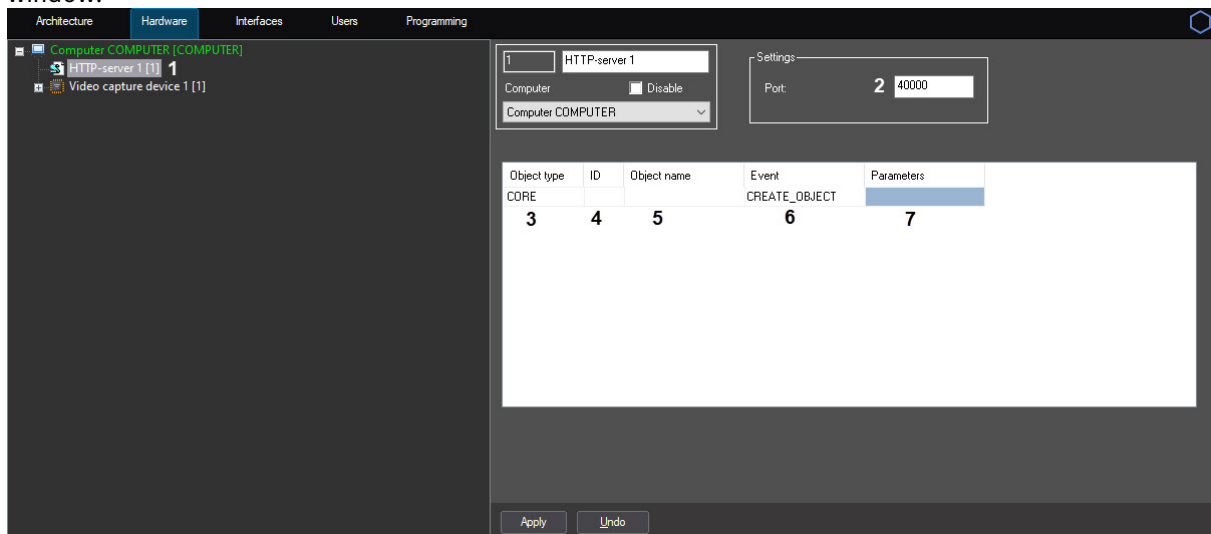 window.
Architecture Hardware Interfaces Users Programming
Computer COMPUTER [COMPUTER]
HTTP-server 1 [1] 1
Video capture device 1 [1]
1 HTTP-server 1
Computer Disable
Computer COMPUTER
Settings
Port: 2 40000
Object type ID Object name Event Parameters
CORE CREATE_OBJECT
3 4 5 6 7
Apply Undo